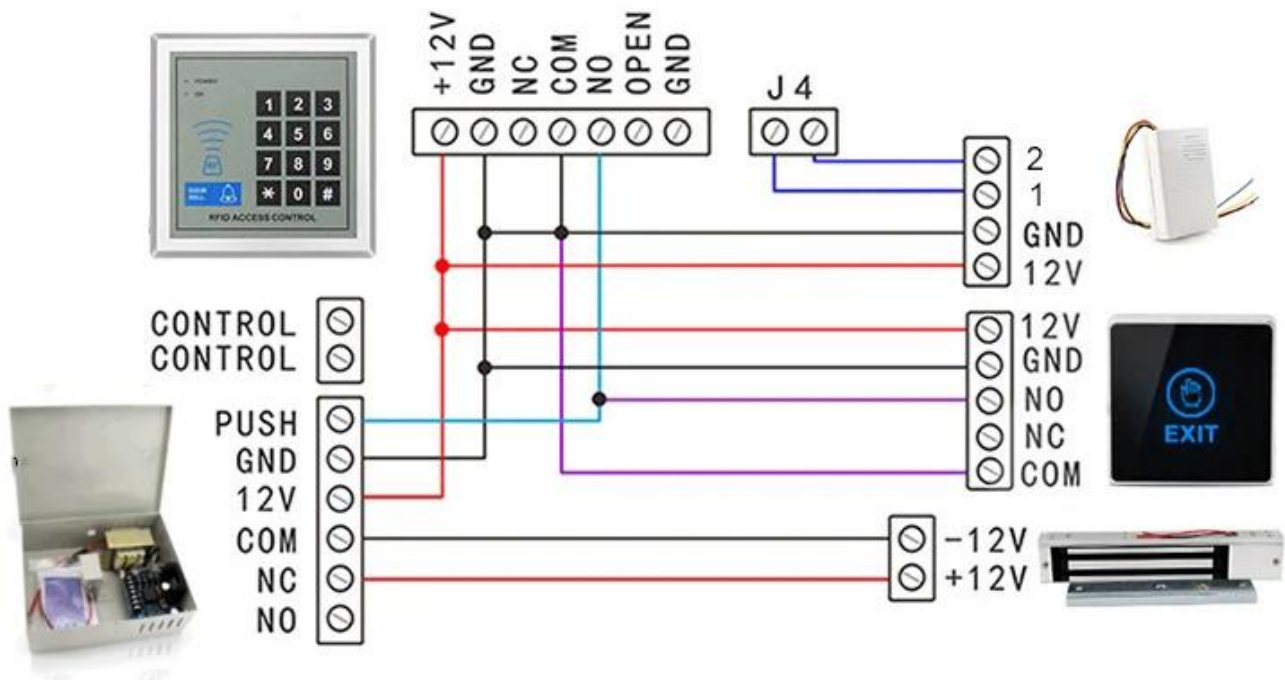 +12V GND NC COM NO OPEN GND
J4
POWER
1 2 3
4 5 6
7 8 9
* 0 #
RFID ACCESS CONTROL
2
1
GND
12V
CONTROL
CONTROL
12V
GND
NO
NC
COM
EXIT
PUSH
GND
12V
COM
NC
NO
-12V
+12V